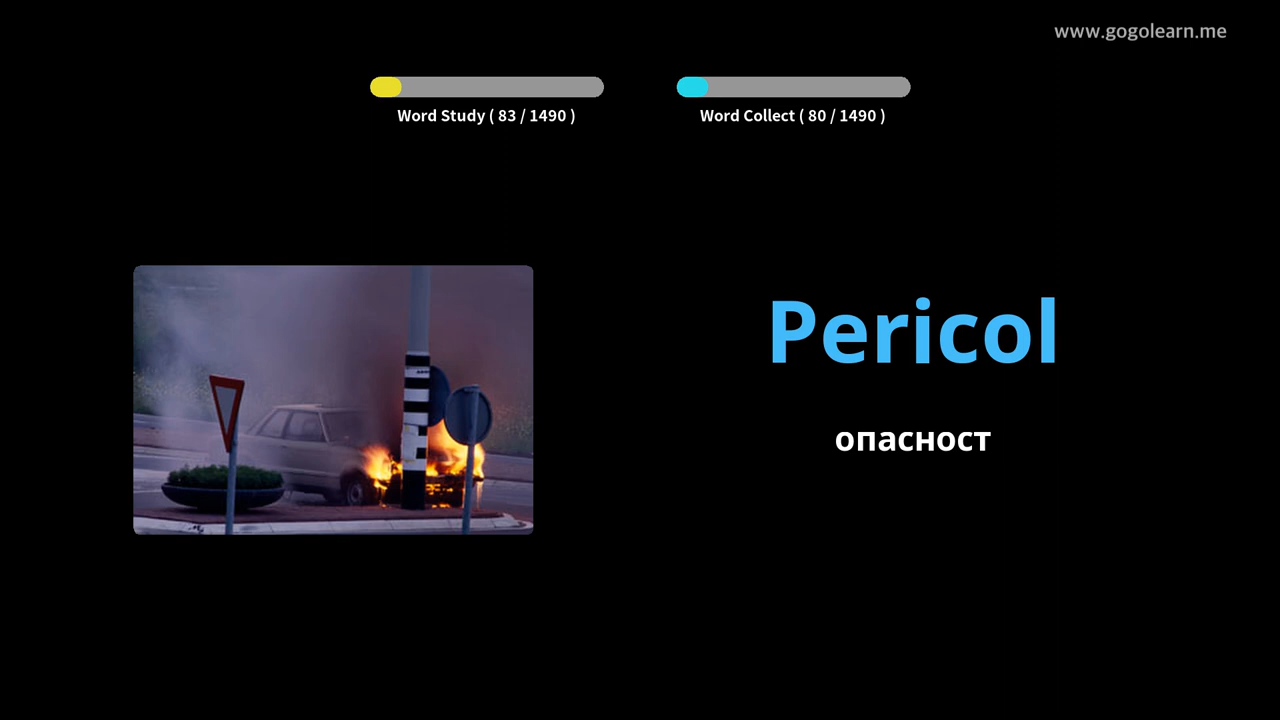 www.gogolearn.me
Word Study ( 83 / 1490 )
Word Collect ( 80 / 1490 )
Pericol
опасност